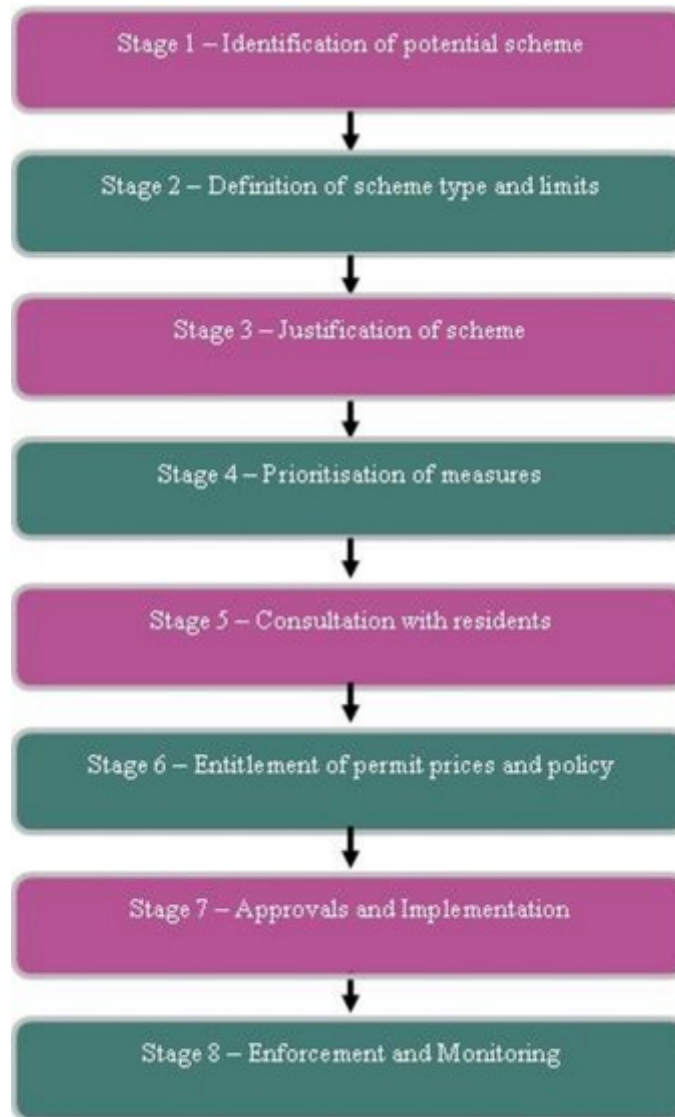 Stage 1 – Identification of potential scheme
Stage 2 – Definition of scheme type and limits
Stage 3 – Justification of scheme
Stage 4 – Prioritisation of measures
Stage 5 – Consultation with residents
Stage 6 – Entitlement of permit prices and policy
Stage 7 – Approvals and Implementation
Stage 8 – Enforcement and Monitoring